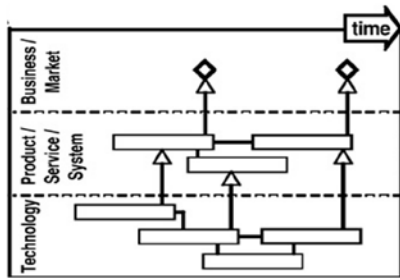 time
Business /
Market
Product /
Service /
System
Technology